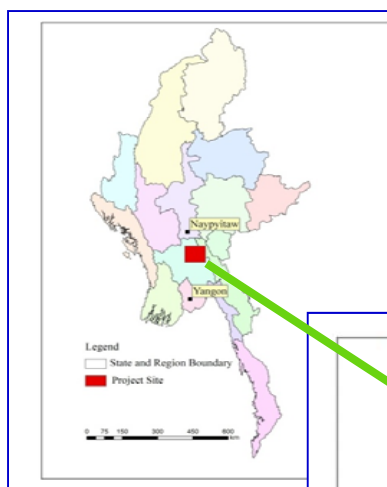 Naypyitaw
Yangon
Legend
State and Region Boundary
Project Site
0 75 150 300 450 600
km